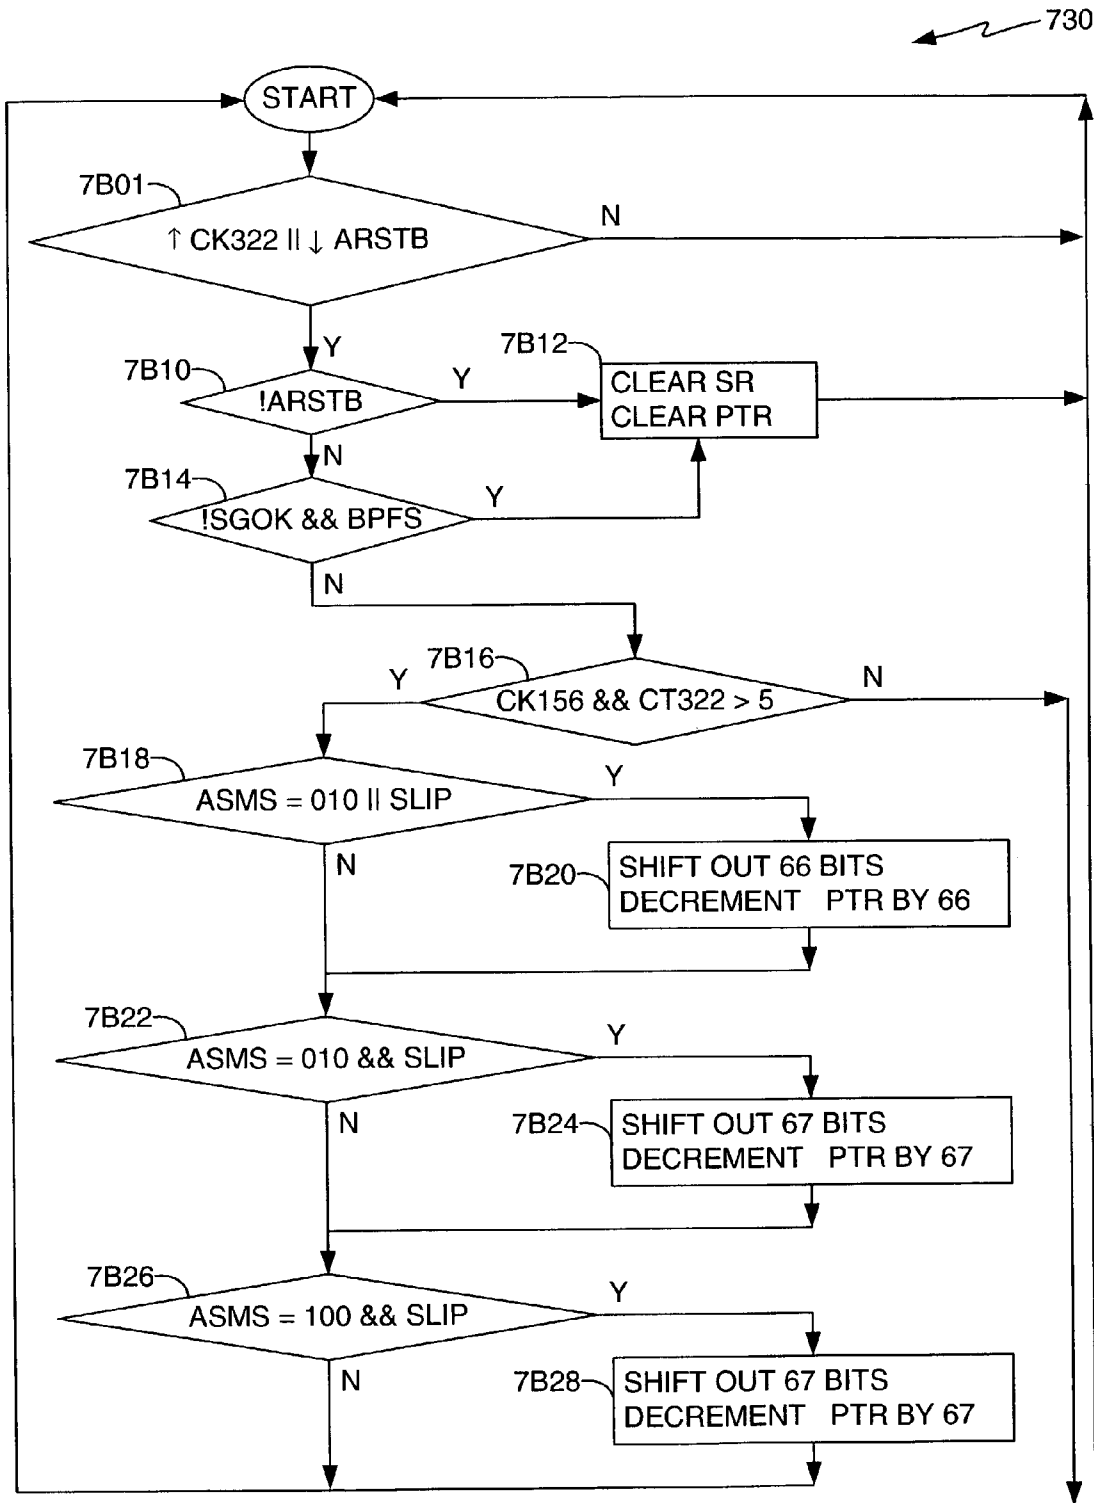 730
START
7B01
↑ CK322 || ↓ ARSTB
N
Y
7B10
!ARSTB
Y
7B12
CLEAR SR
CLEAR PTR
N
7B14
!SGOK && BPFS
Y
N
7B16
CK156 && CT322 > 5
Y
N
7B18
ASMS = 010 || SLIP
Y
N
7B20
SHIFT OUT 66 BITS
DECREMENT PTR BY 66
7B22
ASMS = 010 && SLIP
Y
N
7B24
SHIFT OUT 67 BITS
DECREMENT PTR BY 67
7B26
ASMS = 100 && SLIP
Y
N
7B28
SHIFT OUT 67 BITS
DECREMENT PTR BY 67